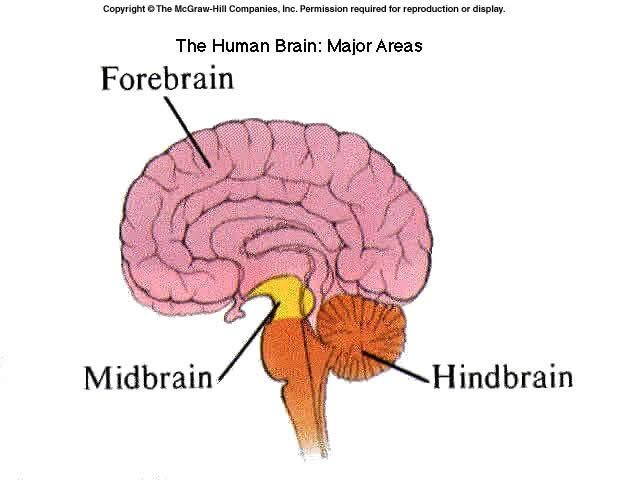 Copyright © The McGraw-Hill Companies, Inc. Permission required for reproduction or display.
The Human Brain: Major Areas
Forebrain
Midbrain
Hindbrain